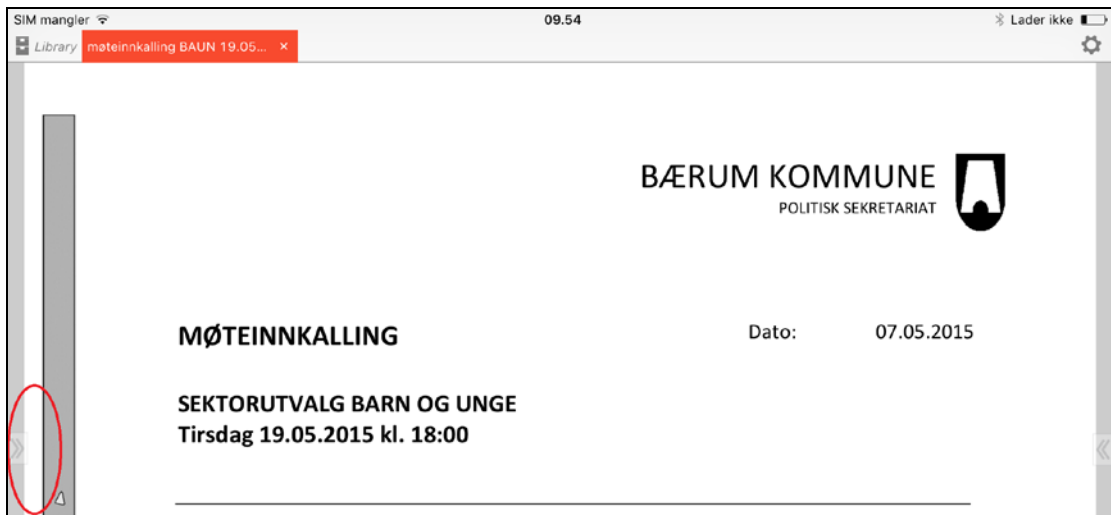 SIM mangler 09.54 Lader ikke
Library møteinnkalling BAUN 19.05... ×
BÆRUM KOMMUNE
POLITISK SEKRETARIAT
MØTEINNKALLING Dato: 07.05.2015
SEKTORUTVALG BARN OG UNGE
Tirsdag 19.05.2015 kl. 18:00